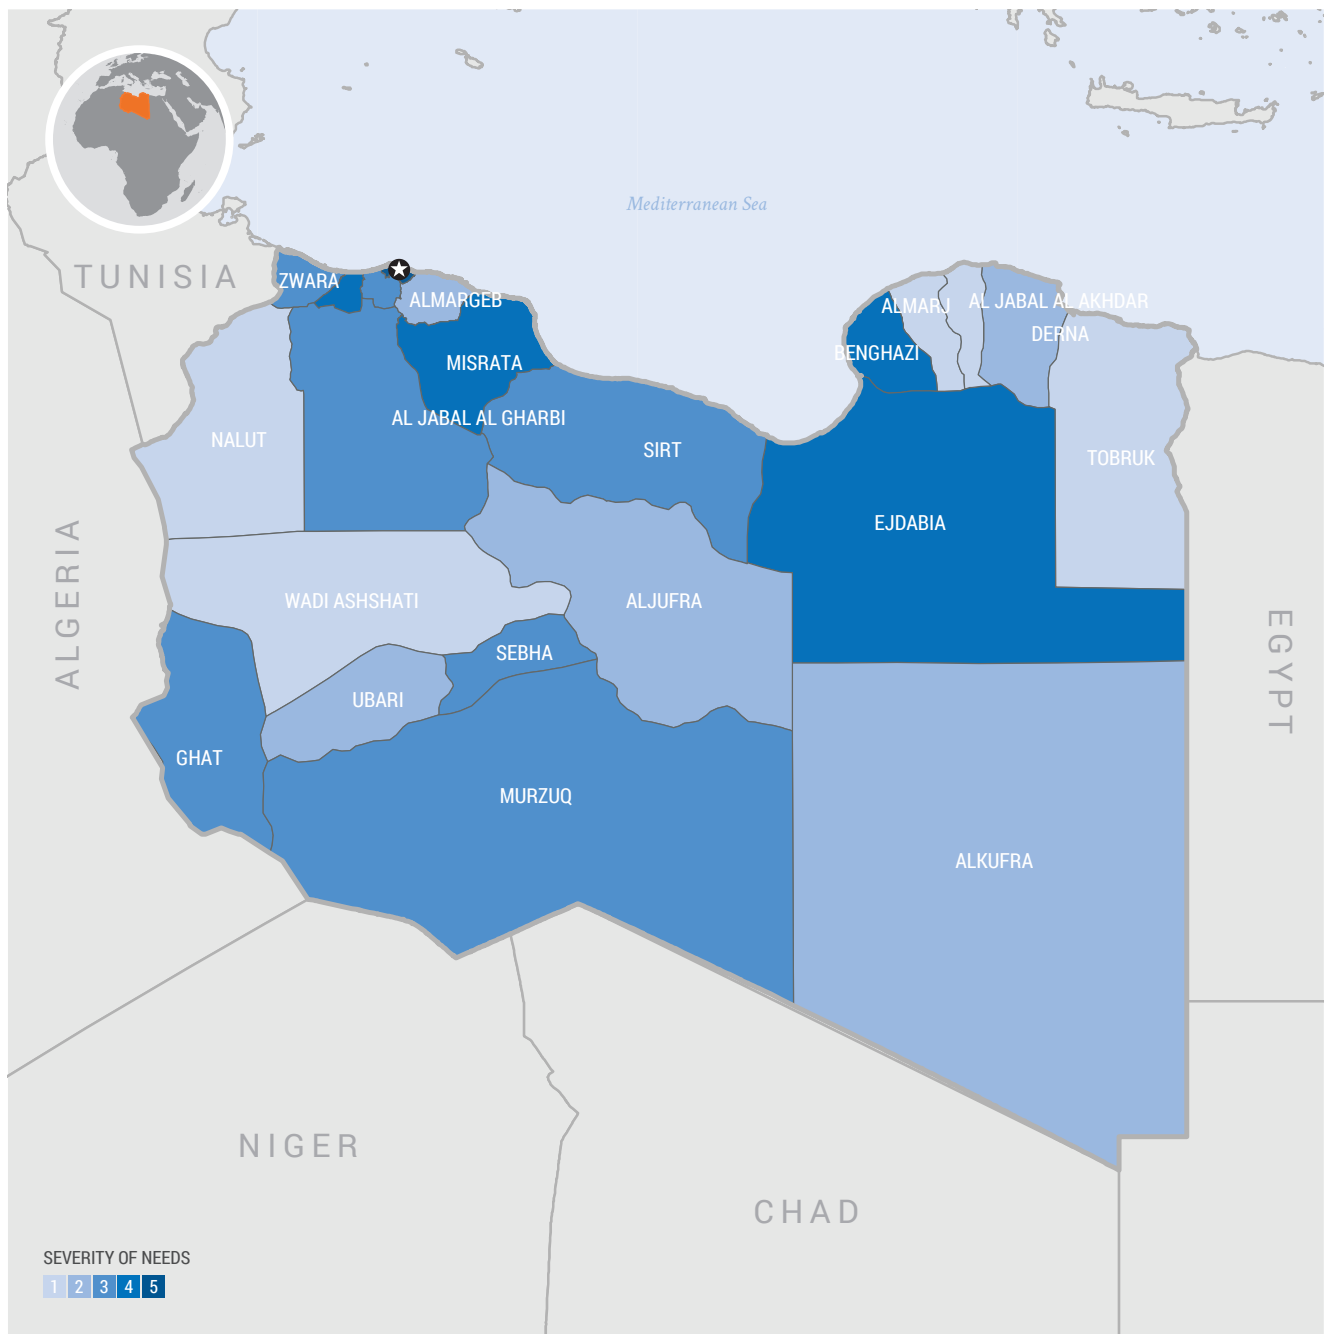 Mediterranean Sea
TUNISIA
ZWARA
ALMARGEB
ALMARJ
AL JABAL AL AKHDAR
DERNA
BENGHAZI
MISRATA
AL JABAL AL GHARBI
NALUT
SIRT
TOBRUK
EJDABIA
ALGERIA
WADI ASHSHATI
ALJUFRA
EGYPT
SEBHA
UBARI
GHAT
MURZUQ
ALKUFRA
NIGER
CHAD
SEVERITY OF NEEDS
1 2 3 4 5